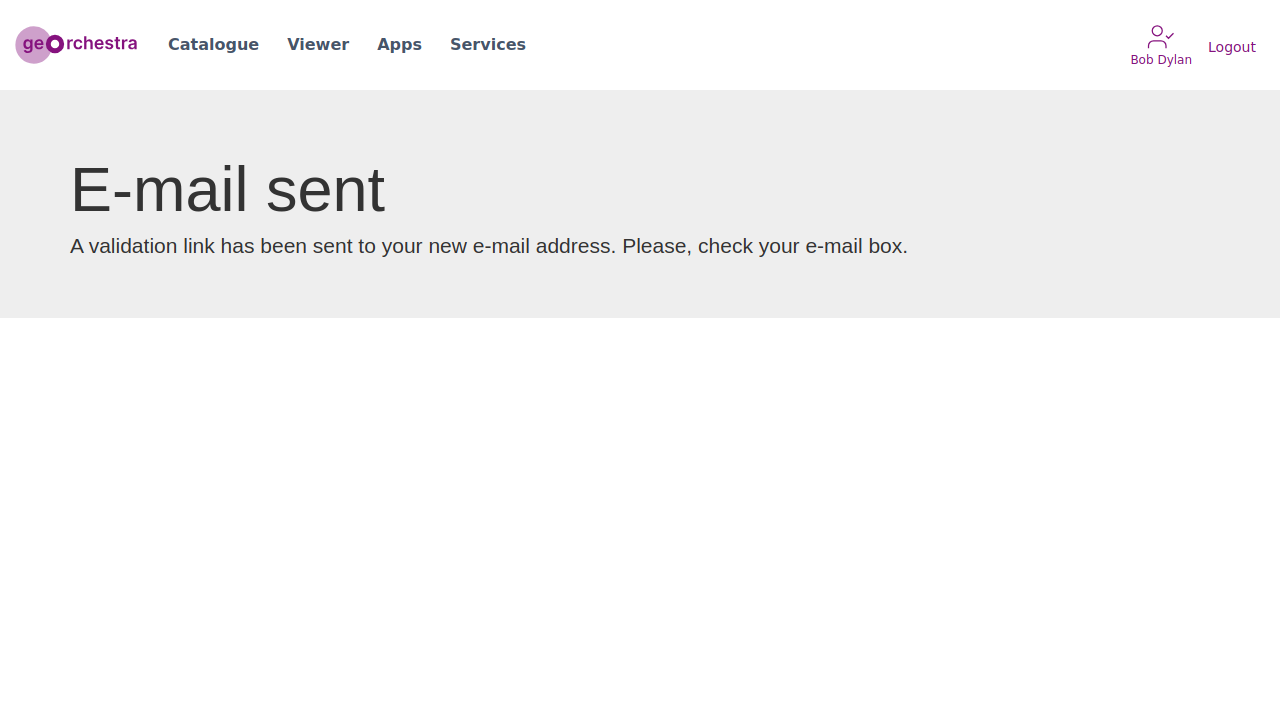 georchestra
Catalogue
Viewer
Apps
Services
Bob Dylan
Logout
E-mail sent
A validation link has been sent to your new e-mail address. Please, check your e-mail box.